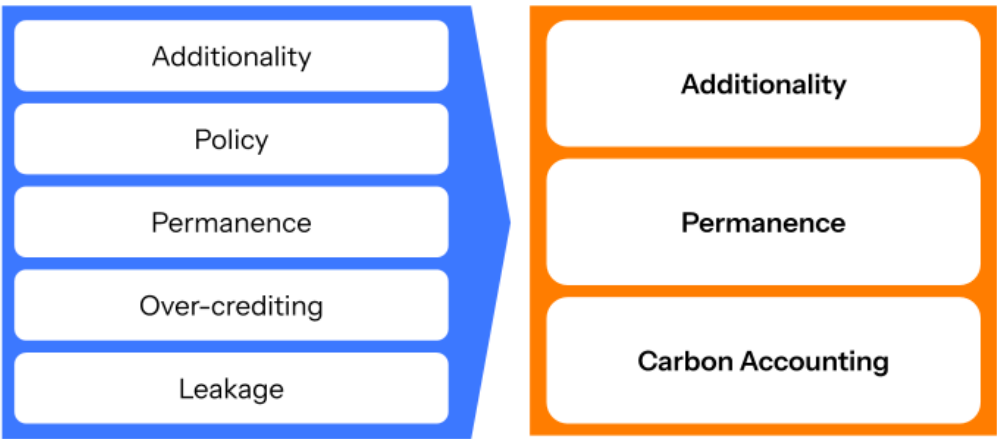 Additionality
Policy
Permanence
Over-crediting
Leakage
Additionality
Permanence
Carbon Accounting